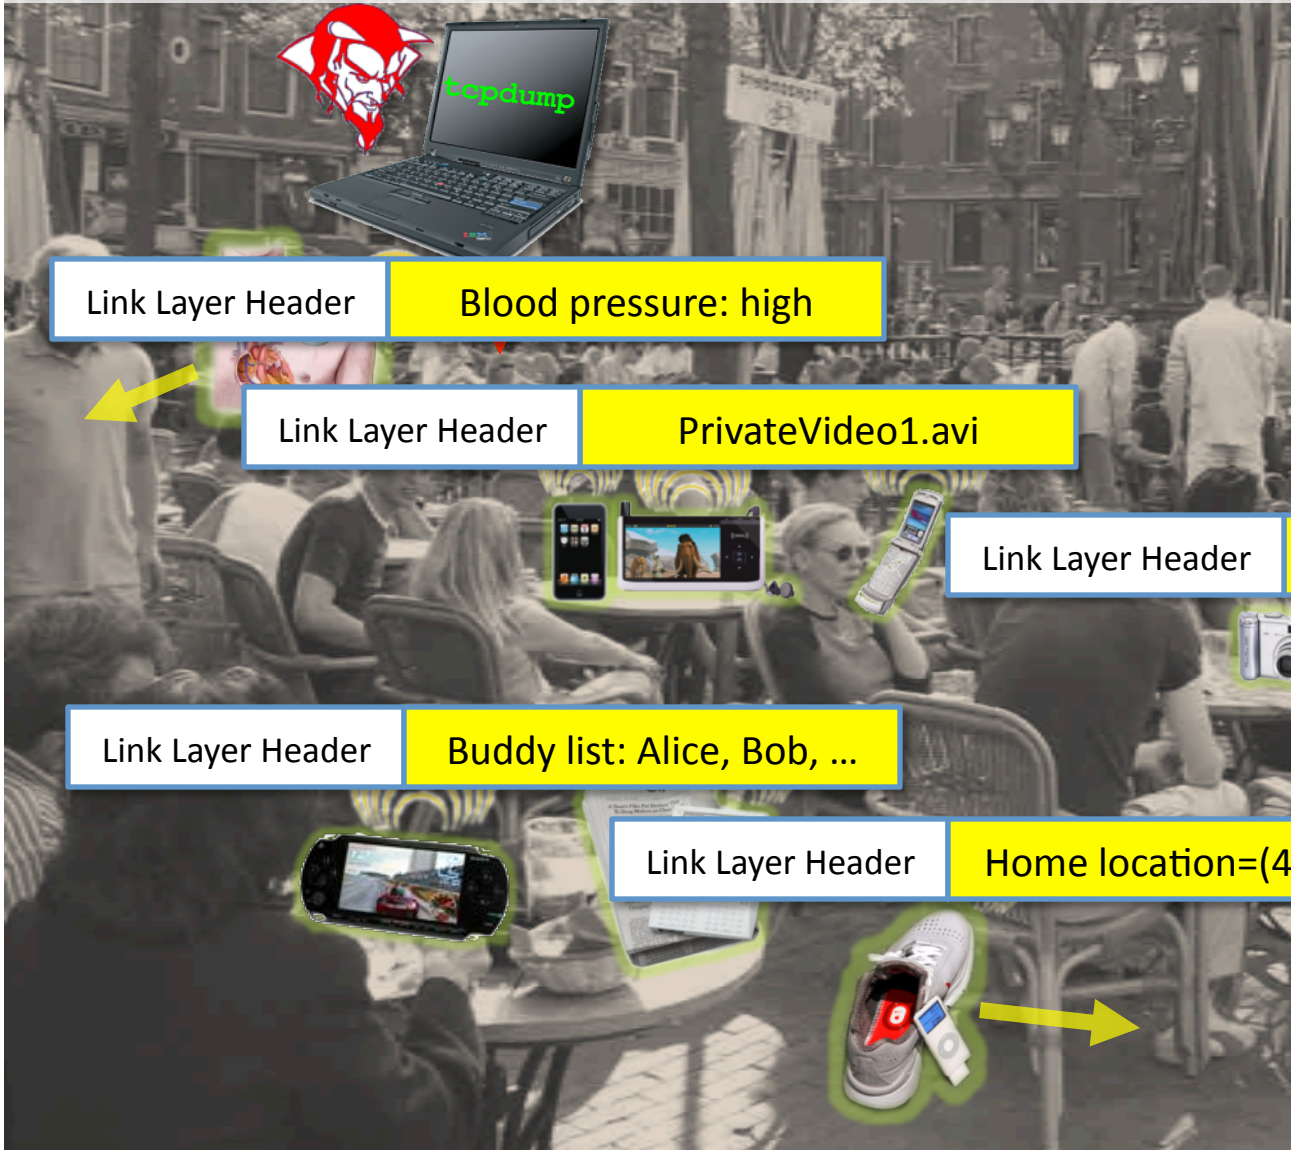 tcpdump
IBM
Link Layer Header Blood pressure: high
Link Layer Header PrivateVideo1.avi
Link Layer Header
Link Layer Header Buddy list: Alice, Bob, ...
Link Layer Header Home location=(4